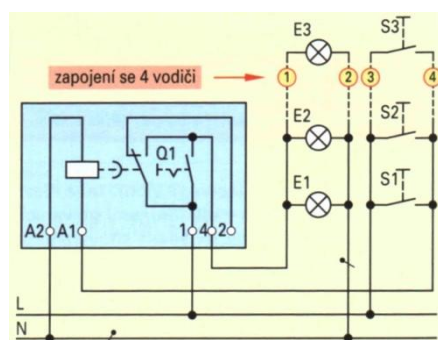 E3
S3
zapojení se 4 vodiči
1 2 3 4
E2
S2
Q1
E1
S1
A2 A1 1 4 2
L
N